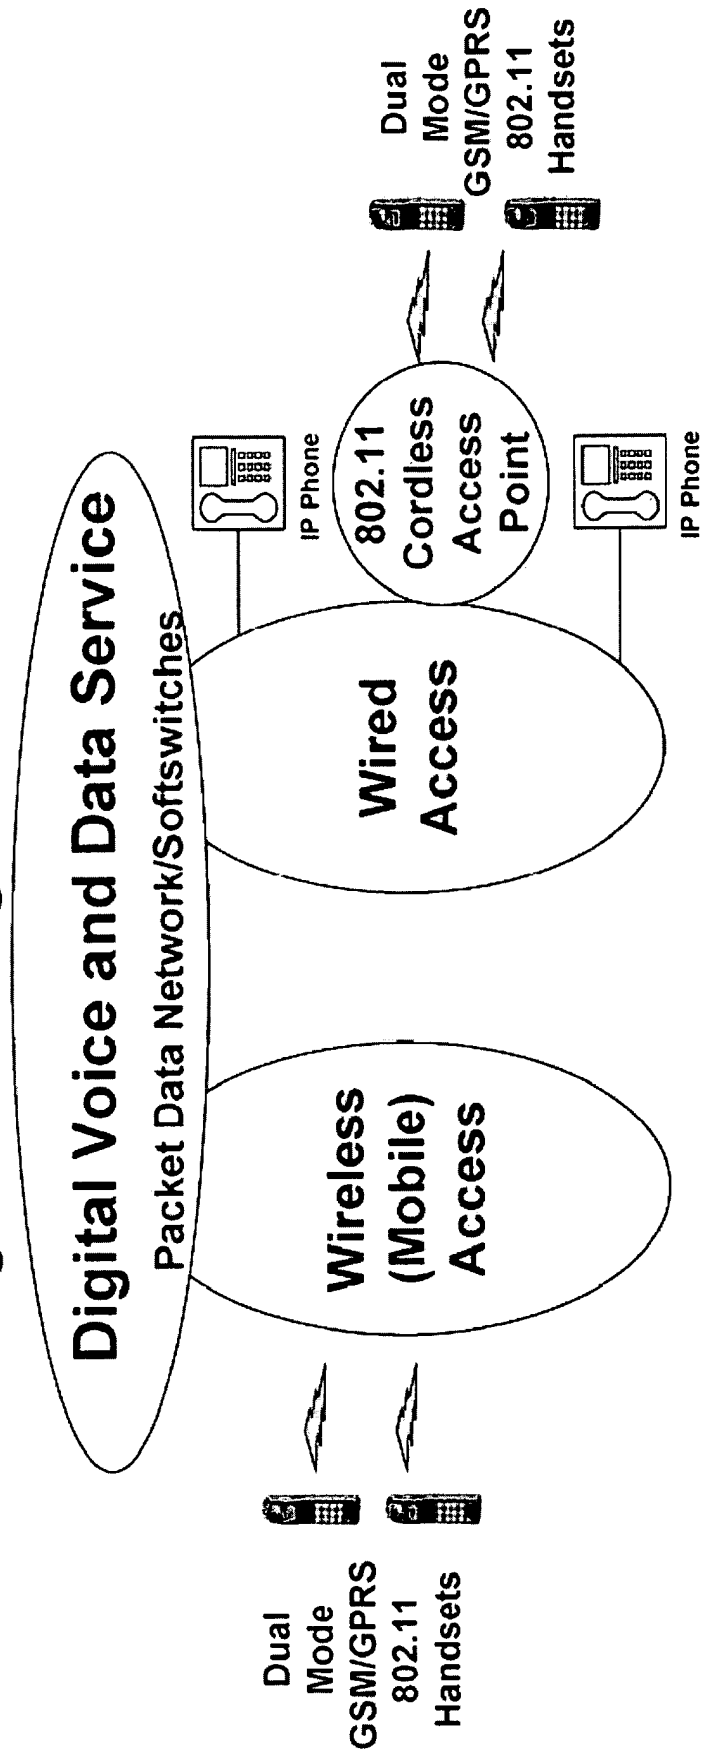 Digital Voice and Data Service
Packet Data Network/Softswitches
Wireless
(Mobile)
Access
Wired
Access
802.11
Cordless
Access
Point
IP Phone
IP Phone
Dual
Mode
GSM/GPRS
802.11
Handsets
Dual
Mode
GSM/GPRS
802.11
Handsets